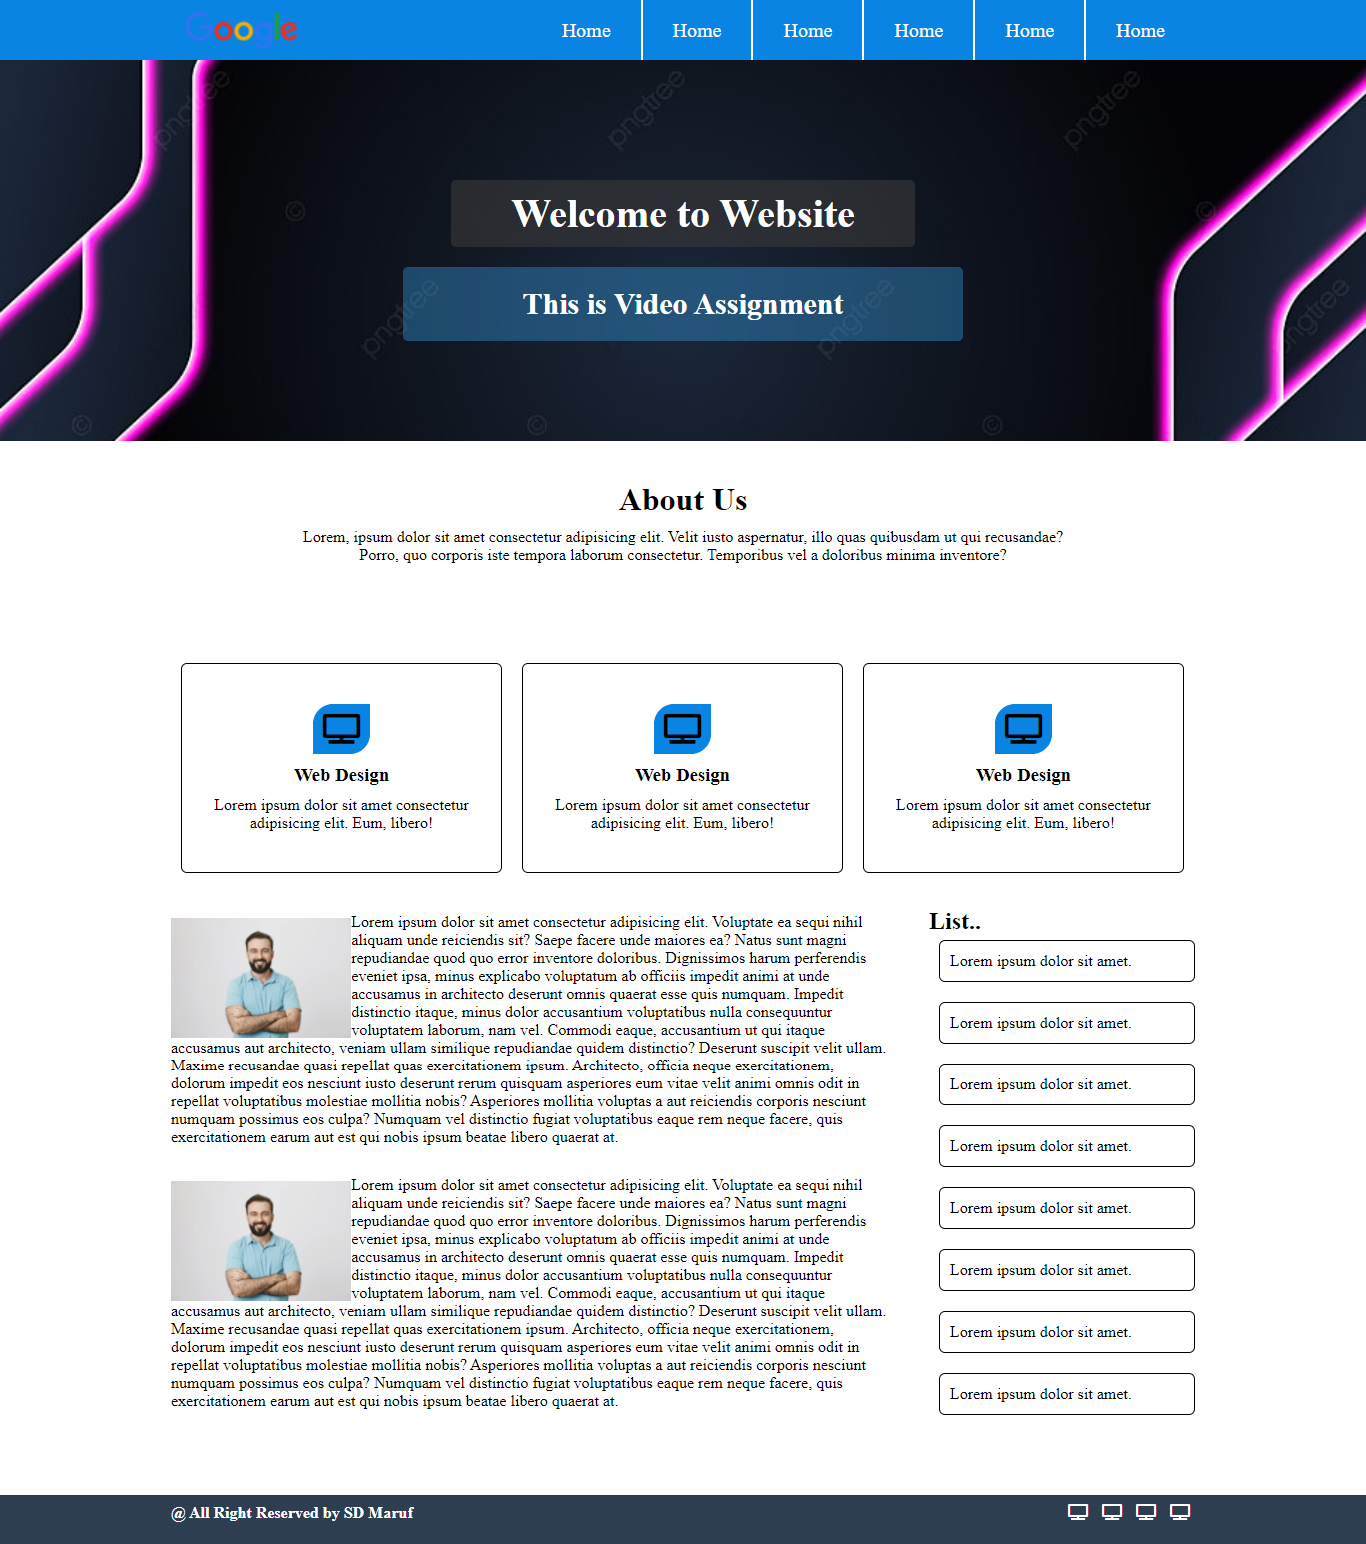 Google
Home
Home
Home
Home
Home
Home
pngtree
pngtree
pngtree
©
©
Welcome to Website
This is Video Assignment
pngtree
pngtree
pngtree
©
©
©
About Us
Lorem, ipsum dolor sit amet consectetur adipisicing elit. Velit iusto aspernatur, illo quas quibusdam ut qui recusandae?
Porro, quo corporis iste tempora laborum consectetur. Temporibus vel a doloribus minima inventore?
Web Design
Lorem ipsum dolor sit amet consectetur
adipisicing elit. Eum, libero!
Web Design
Lorem ipsum dolor sit amet consectetur
adipisicing elit. Eum, libero!
Web Design
Lorem ipsum dolor sit amet consectetur
adipisicing elit. Eum, libero!
Lorem ipsum dolor sit amet consectetur adipisicing elit. Voluptate ea sequi nihil
aliquam unde reiciendis sit? Saepe facere unde maiores ea? Natus sunt magni
repudiandae quod quo error inventore doloribus. Dignissimos harum perferendis
eveniet ipsa, minus explicabo voluptatum ab officiis impedit animi at unde
accusamus in architecto deserunt omnis quaerat esse quis numquam. Impedit
distinctio itaque, minus dolor accusantium voluptatibus nulla consequuntur
voluptatem laborum, nam vel. Commodi eaque, accusantium ut qui itaque
accusamus aut architecto, veniam ullam similique repudiandae quidem distinctio? Deserunt suscipit velit ullam.
Maxime recusandae quasi repellat quas exercitationem ipsum. Architecto, officia neque exercitationem,
dolorum impedit eos nesciunt iusto deserunt rerum quisquam asperiores eum vitae velit animi omnis odit in
repellat voluptatibus molestiae mollitia nobis? Asperiores mollitia voluptas a aut reiciendis corporis nesciunt
numquam possimus eos culpa? Numquam vel distinctio fugiat voluptatibus eaque rem neque facere, quis
exercitationem earum aut est qui nobis ipsum beatae libero quaerat at.
Lorem ipsum dolor sit amet consectetur adipisicing elit. Voluptate ea sequi nihil
aliquam unde reiciendis sit? Saepe facere unde maiores ea? Natus sunt magni
repudiandae quod quo error inventore doloribus. Dignissimos harum perferendis
eveniet ipsa, minus explicabo voluptatum ab officiis impedit animi at unde
accusamus in architecto deserunt omnis quaerat esse quis numquam. Impedit
distinctio itaque, minus dolor accusantium voluptatibus nulla consequuntur
voluptatem laborum, nam vel. Commodi eaque, accusantium ut qui itaque
accusamus aut architecto, veniam ullam similique repudiandae quidem distinctio? Deserunt suscipit velit ullam.
Maxime recusandae quasi repellat quas exercitationem ipsum. Architecto, officia neque exercitationem,
dolorum impedit eos nesciunt iusto deserunt rerum quisquam asperiores eum vitae velit animi omnis odit in
repellat voluptatibus molestiae mollitia nobis? Asperiores mollitia voluptas a aut reiciendis corporis nesciunt
numquam possimus eos culpa? Numquam vel distinctio fugiat voluptatibus eaque rem neque facere, quis
exercitationem earum aut est qui nobis ipsum beatae libero quaerat at.
List..
Lorem ipsum dolor sit amet.
Lorem ipsum dolor sit amet.
Lorem ipsum dolor sit amet.
Lorem ipsum dolor sit amet.
Lorem ipsum dolor sit amet.
Lorem ipsum dolor sit amet.
Lorem ipsum dolor sit amet.
Lorem ipsum dolor sit amet.
@ All Right Reserved by SD Maruf